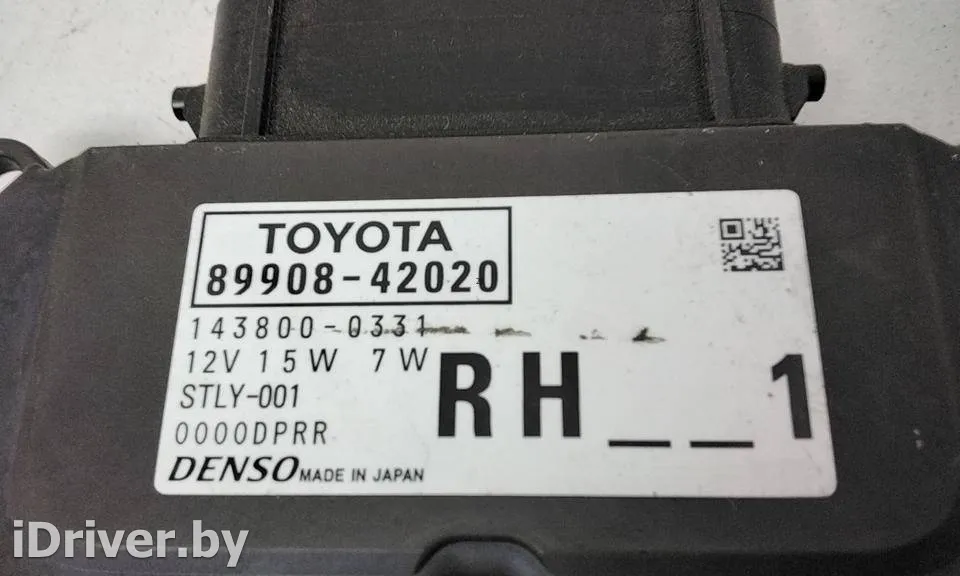 TOYOTA
89908-42020
143800-0331
12V 15W 7W
STLY-001
0000DPRR
RH__1
DENSO MADE IN JAPAN
iDriver.by